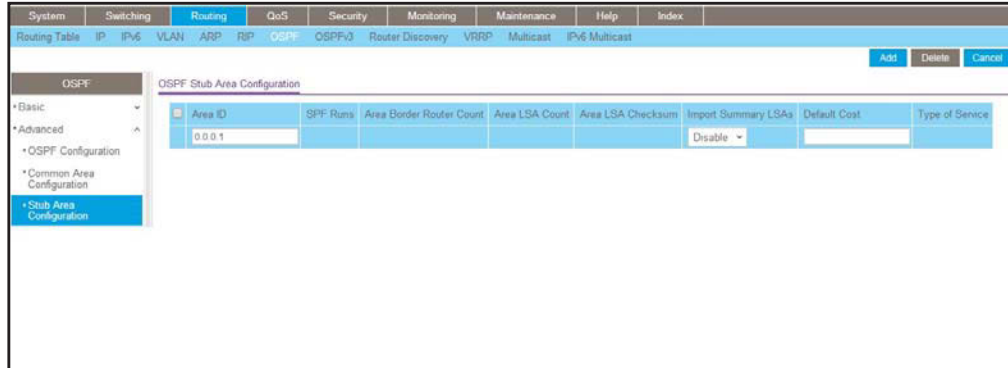 System Switching Routing QoS Security Monitoring Maintenance Help Index
Routing Table IP IPv6 VLAN ARP RIP OSPF OSPFv3 Router Discovery VRRP Multicast IPv6 Multicast
Add Delete Cancel
OSPF
OSPF Stub Area Configuration
Basic
Advanced
OSPF Configuration
Common Area
Configuration
Stub Area
Configuration
Area ID SPF Runs Area Border Router Count Area LSA Count Area LSA Checksum Import Summary LSAs Default Cost Type of Service
0.0.0.1 Disable